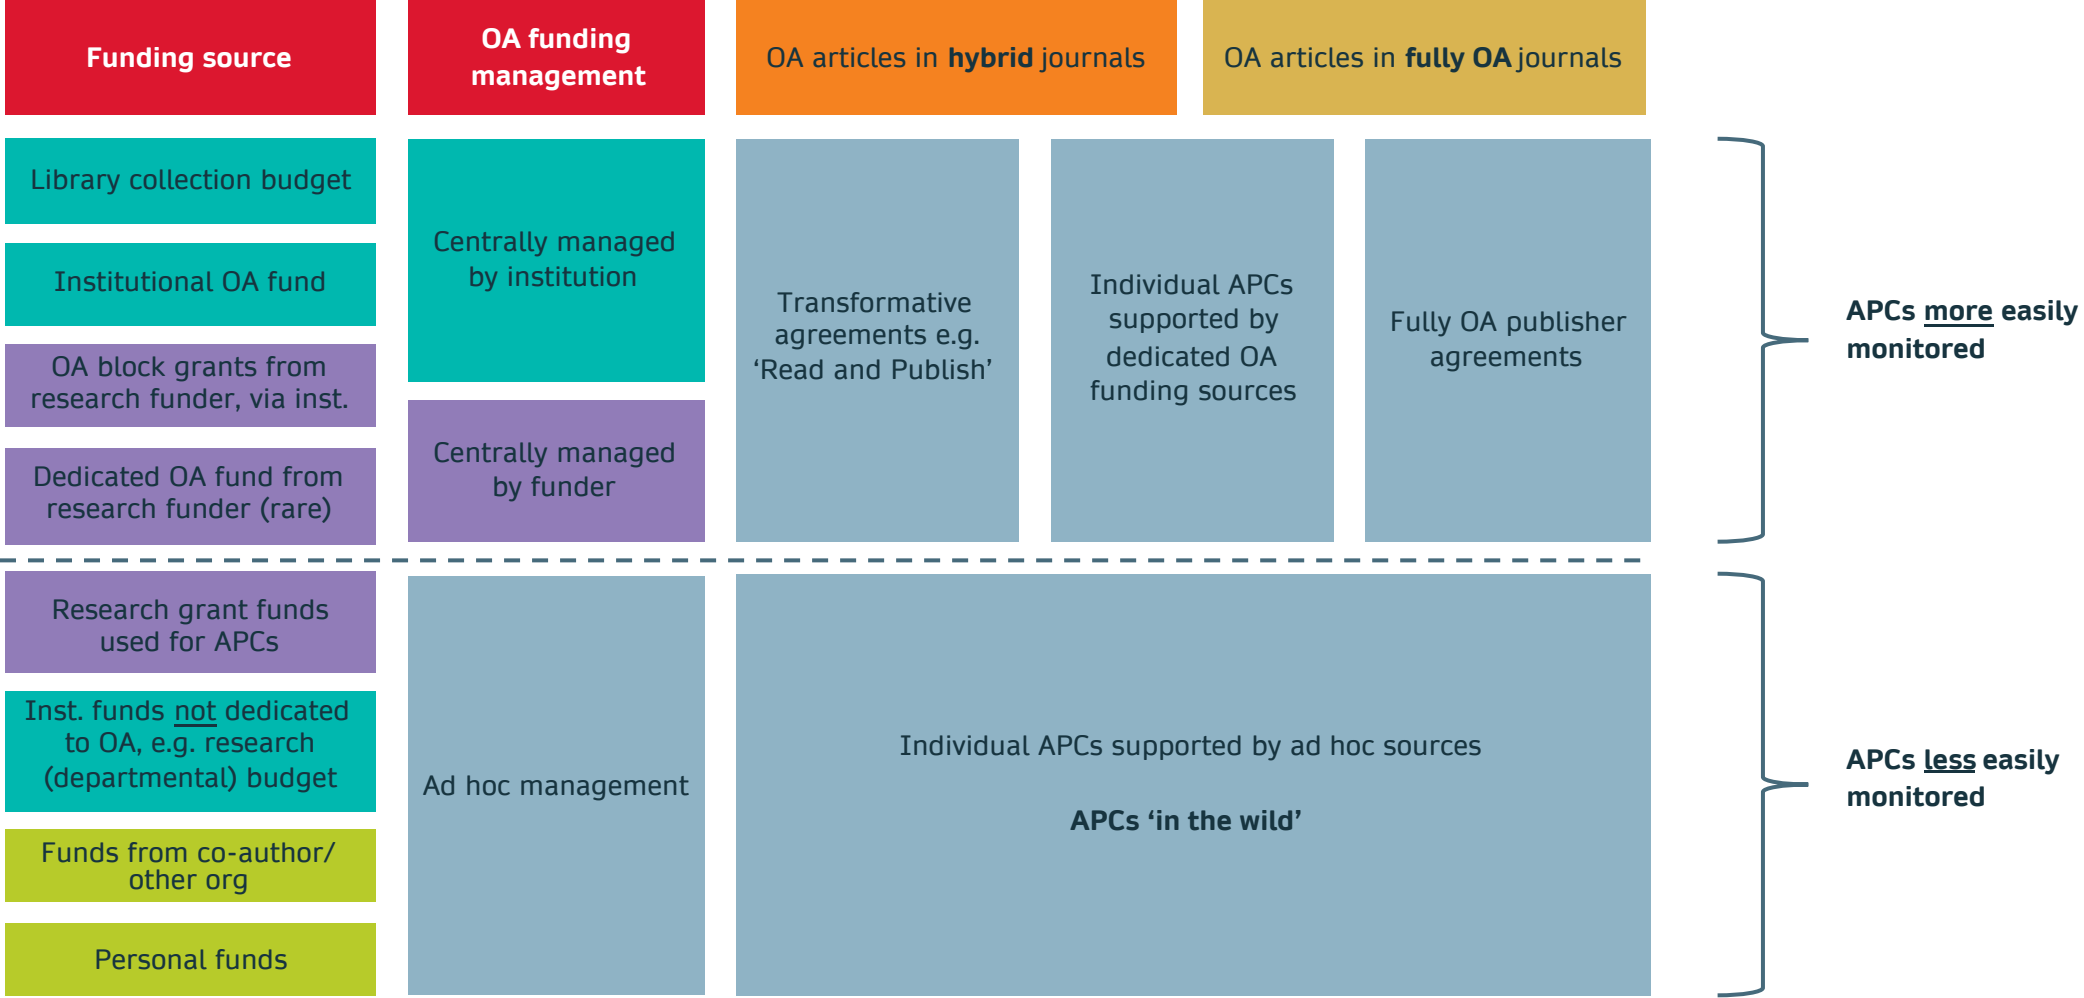 Funding source
OA funding
management
OA articles in hybrid journals
OA articles in fully OA journals
Library collection budget
Institutional OA fund
OA block grants from
research funder, via inst.
Dedicated OA fund from
research funder (rare)
Centrally managed
by institution
Centrally managed
by funder
Transformative
agreements e.g.
‘Read and Publish’
Individual APCs
supported by
dedicated OA
funding sources
Fully OA publisher
agreements
APCs more easily
monitored
Research grant funds
used for APCs
Inst. funds not dedicated
to OA, e.g. research
(departmental) budget
Funds from co-author/
other org
Personal funds
Ad hoc management
Individual APCs supported by ad hoc sources
APCs ‘in the wild’
APCs less easily
monitored